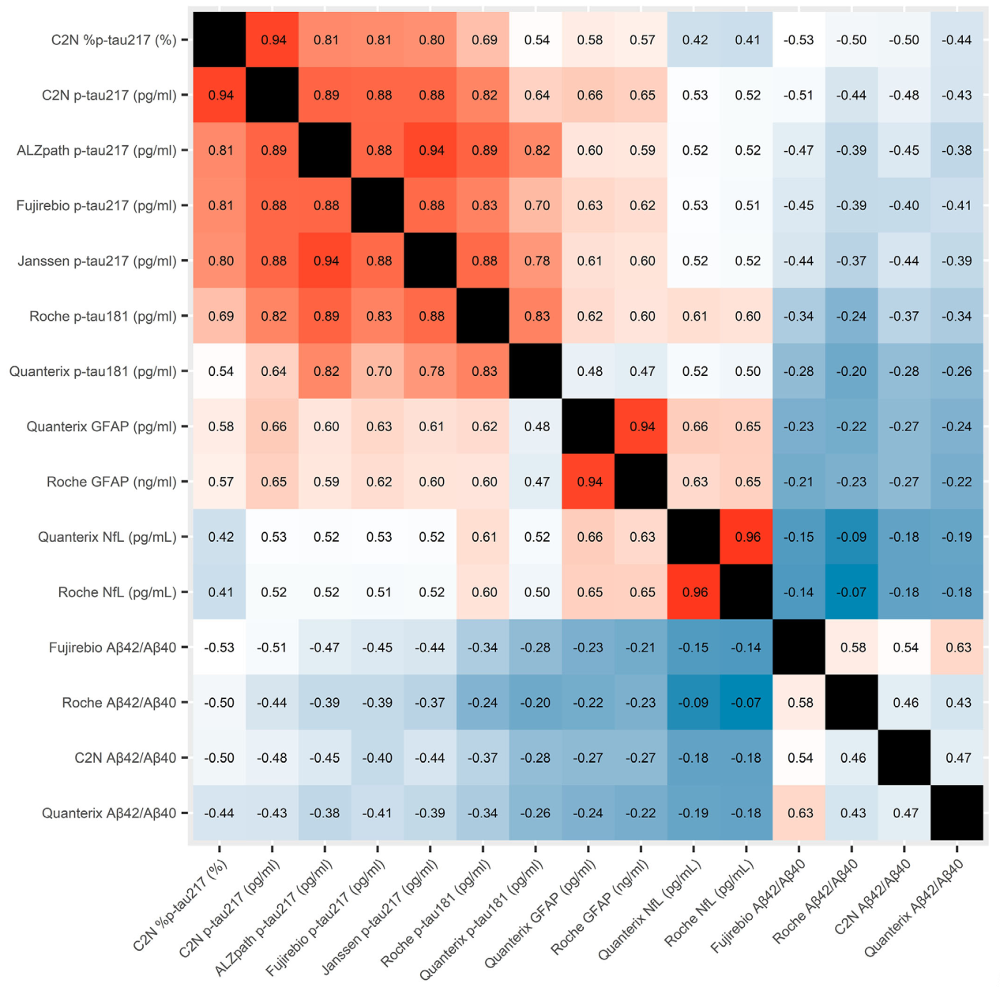 C2N %p-tau217 (%) 0.94 0.81 0.81 0.80 0.69 0.54 0.58 0.57 0.42 0.41 -0.53 -0.50 -0.50 -0.44
C2N p-tau217 (pg/ml) 0.94 0.89 0.88 0.88 0.82 0.64 0.66 0.65 0.53 0.52 -0.51 -0.44 -0.48 -0.43
ALZpath p-tau217 (pg/ml) 0.81 0.89 0.88 0.94 0.89 0.82 0.60 0.59 0.52 0.52 -0.47 -0.39 -0.45 -0.38
Fujirebio p-tau217 (pg/ml) 0.81 0.88 0.88 0.88 0.83 0.70 0.63 0.62 0.53 0.51 -0.45 -0.39 -0.40 -0.41
Janssen p-tau217 (pg/ml) 0.80 0.88 0.94 0.88 0.88 0.78 0.61 0.60 0.52 0.52 -0.44 -0.37 -0.44 -0.39
Roche p-tau181 (pg/ml) 0.69 0.82 0.89 0.83 0.88 0.83 0.62 0.60 0.61 0.60 -0.34 -0.24 -0.37 -0.34
Quanterix p-tau181 (pg/ml) 0.54 0.64 0.82 0.70 0.78 0.83 0.48 0.47 0.52 0.50 -0.28 -0.20 -0.28 -0.26
Quanterix GFAP (pg/ml) 0.58 0.66 0.60 0.63 0.61 0.62 0.48 0.94 0.66 0.65 -0.23 -0.22 -0.27 -0.24
Roche GFAP (ng/ml) 0.57 0.65 0.59 0.62 0.60 0.60 0.47 0.94 0.63 0.65 -0.21 -0.23 -0.27 -0.22
Quanterix NfL (pg/mL) 0.42 0.53 0.52 0.53 0.52 0.61 0.52 0.66 0.63 0.96 -0.15 -0.09 -0.18 -0.19
Roche NfL (pg/mL) 0.41 0.52 0.52 0.51 0.52 0.60 0.50 0.65 0.65 0.96 -0.14 -0.07 -0.18 -0.18
Fujirebio Aβ42/Aβ40 -0.53 -0.51 -0.47 -0.45 -0.44 -0.34 -0.28 -0.23 -0.21 -0.15 -0.14 0.58 0.54 0.63
Roche Aβ42/Aβ40 -0.50 -0.44 -0.39 -0.39 -0.37 -0.24 -0.20 -0.22 -0.23 -0.09 -0.07 0.58 0.46 0.43
C2N Aβ42/Aβ40 -0.50 -0.48 -0.45 -0.40 -0.44 -0.37 -0.28 -0.27 -0.27 -0.18 -0.18 0.54 0.46 0.47
Quanterix Aβ42/Aβ40 -0.44 -0.43 -0.38 -0.41 -0.39 -0.34 -0.26 -0.24 -0.22 -0.19 -0.18 0.63 0.43 0.47
C2N %p-tau217 (%)
C2N p-tau217 (pg/ml)
ALZpath p-tau217 (pg/ml)
Fujirebio p-tau217 (pg/ml)
Janssen p-tau217 (pg/ml)
Roche p-tau181 (pg/ml)
Quanterix p-tau181 (pg/ml)
Quanterix GFAP (pg/ml)
Roche GFAP (ng/ml)
Quanterix NfL (pg/mL)
Roche NfL (pg/mL)
Fujirebio Aβ42/Aβ40
Roche Aβ42/Aβ40
C2N Aβ42/Aβ40
Quanterix Aβ42/Aβ40